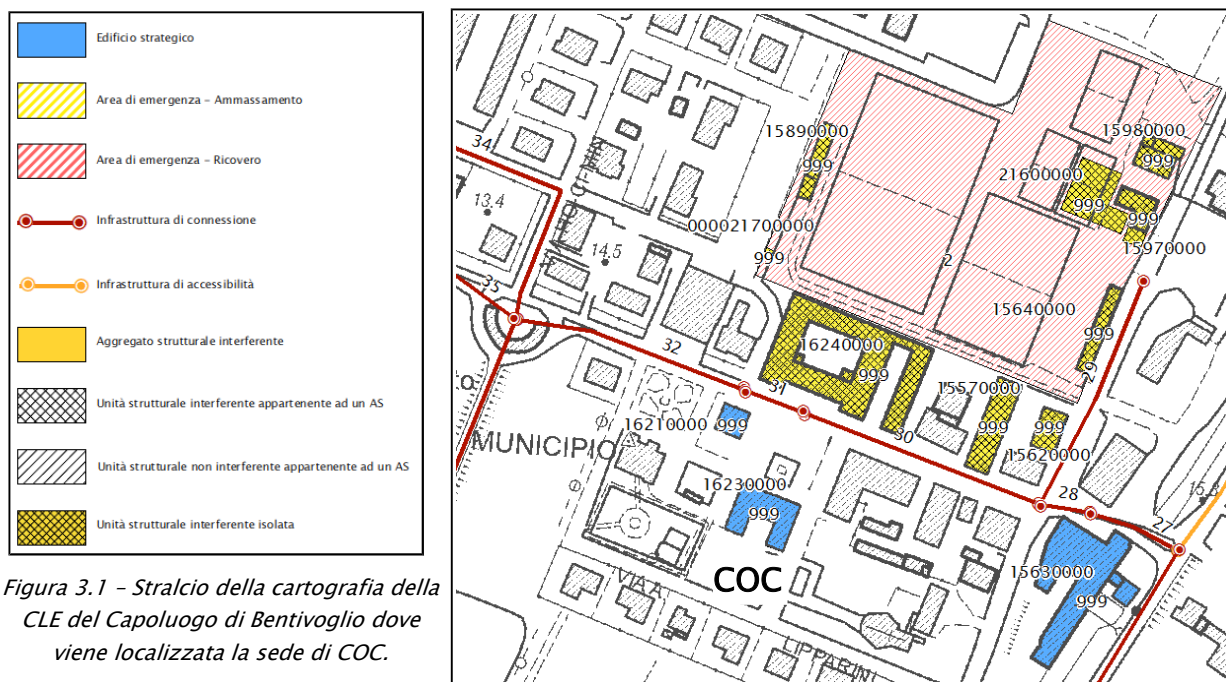 Edificio strategico
Area di emergenza - Ammassamento
Area di emergenza - Ricovero
Infrastruttura di connessione
Infrastruttura di accessibilità
Aggregato strutturale interferente
Unità strutturale interferente appartenente ad un AS
Unità strutturale non interferente appartenente ad un AS
Unità strutturale interferente isolata
Figura 3.1 – Stralcio della cartografia della
CLE del Capoluogo di Bentivoglio dove
viene localizzata la sede di COC.
34
13.4
14.5
35
32
31
30
29
28
27
15.8
2
15890000
999
15980000
999
21600000
999
999
15970000
000021700000
999
15640000
999
16240000
999
15570000
999
999
15620000
16210000
999
MUNICIPIO
16230000
999
COC
15630000
999
VIA A
LIPPARINI